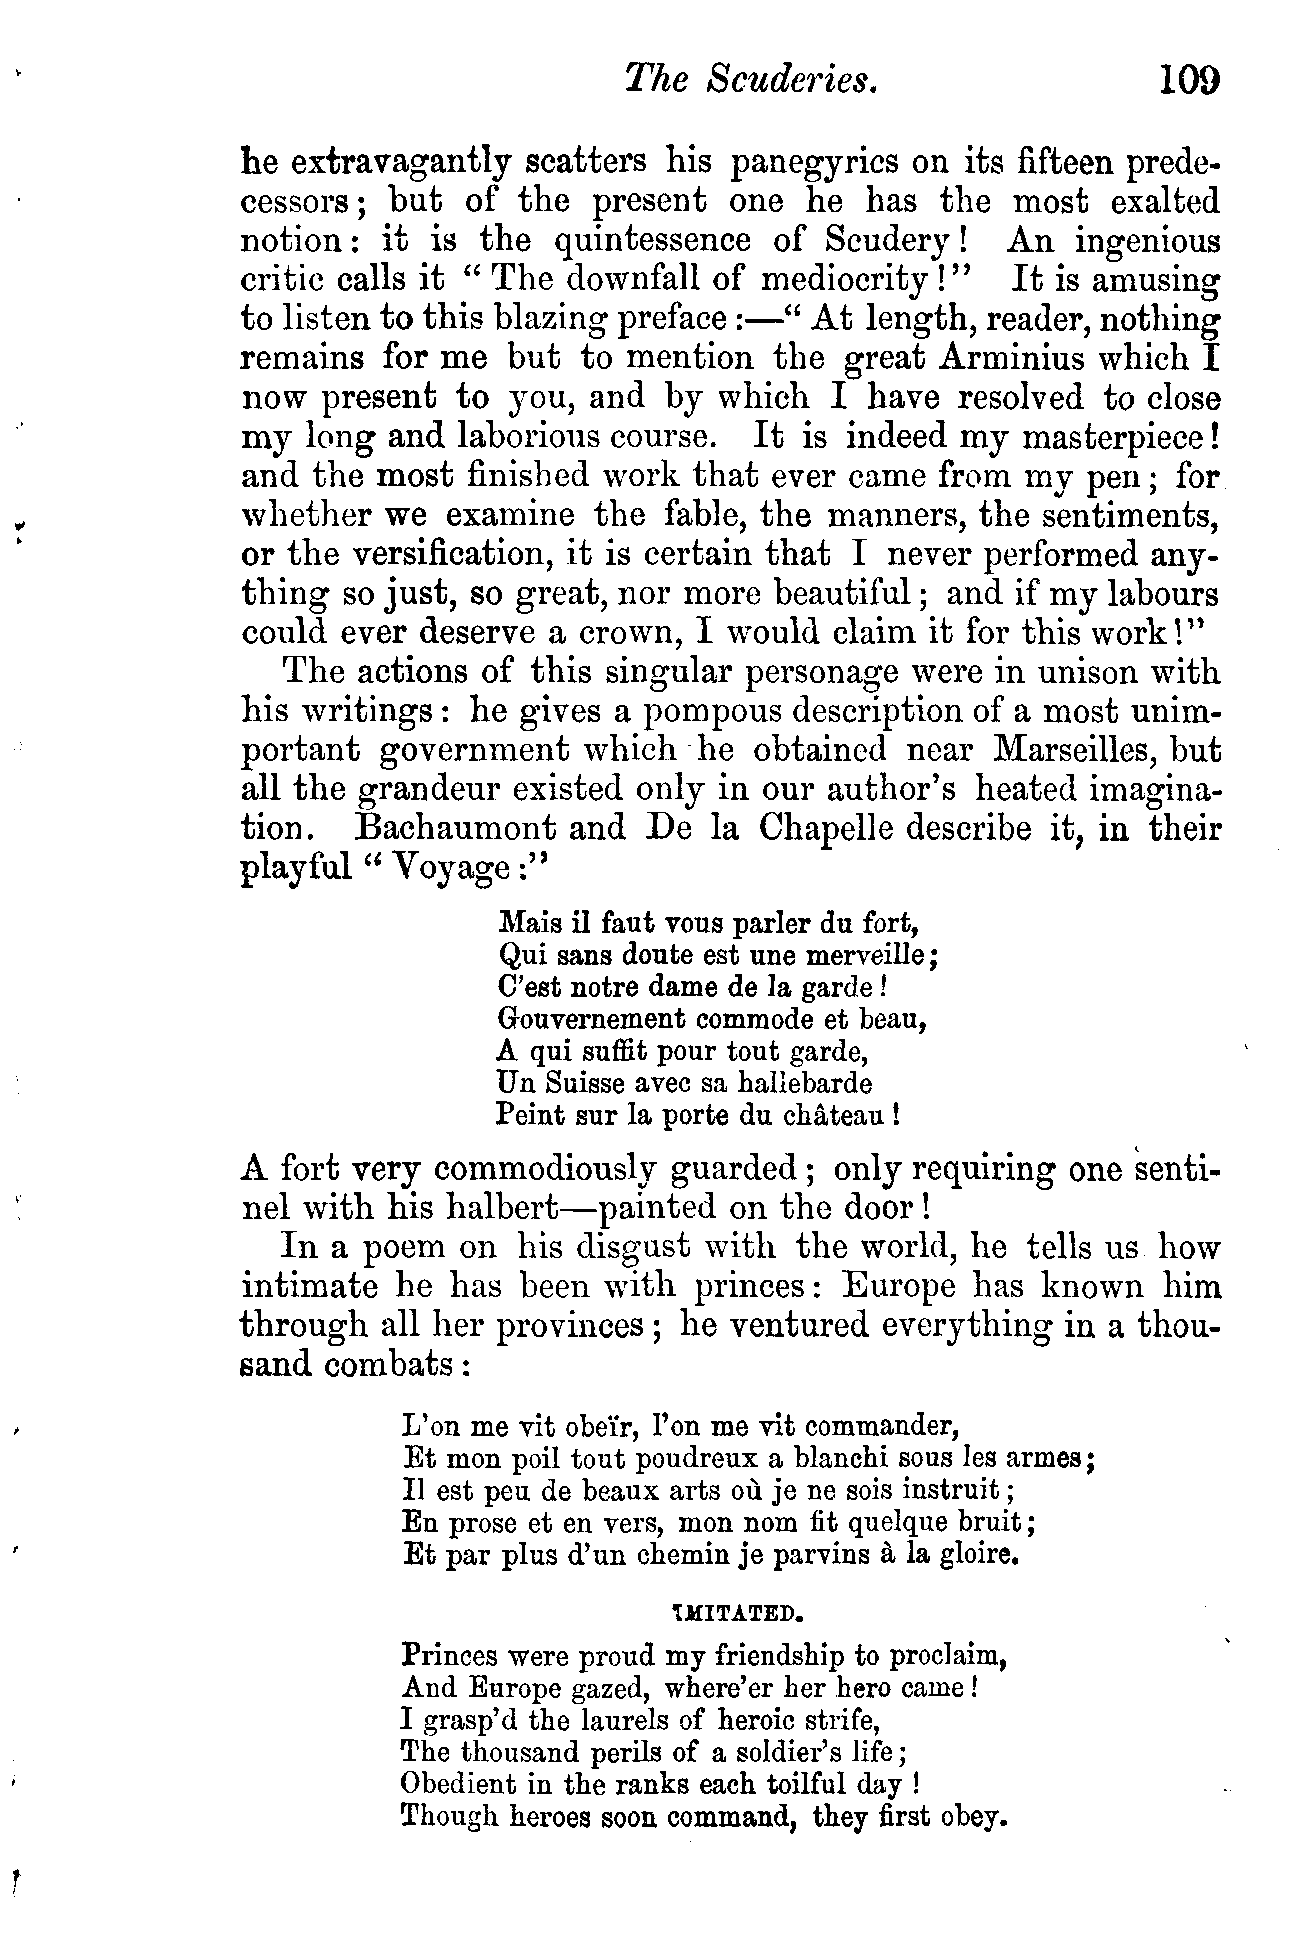 The Scuderies. 109
he extravagantly scatters his panegyrics on its fifteen prede-
cessors; but of the present one he has the most exalted
notion: it is the quintessence of Scudery! An ingenious
critic calls it “The downfall of mediocrity!” It is amusing
to listen to this blazing preface:—“At length, reader, nothing
remains for me but to mention the great Arminius which I
now present to you, and by which I have resolved to close
my long and laborious course. It is indeed my masterpiece!
and the most finished work that ever came from my pen; for
whether we examine the fable, the manners, the sentiments,
or the versification, it is certain that I never performed any-
thing so just, so great, nor more beautiful; and if my labours
could ever deserve a crown, I would claim it for this work!”
The actions of this singular personage were in unison with
his writings: he gives a pompous description of a most unim-
portant government which he obtained near Marseilles, but
all the grandeur existed only in our author’s heated imagina-
tion. Bachaumont and De la Chapelle describe it, in their
playful “Voyage:”
Mais il faut vous parler du fort,
Qui sans doute est une merveille;
C’est notre dame de la garde!
Gouvernement commode et beau,
A qui suffit pour tout garde,
Un Suisse avec sa hallebarde
Peint sur la porte du château!
A fort very commodiously guarded; only requiring one senti-
nel with his halbert—painted on the door!
In a poem on his disgust with the world, he tells us how
intimate he has been with princes: Europe has known him
through all her provinces; he ventured everything in a thou-
sand combats:
L’on me vit obeïr, l’on me vit commander,
Et mon poil tout poudreux a blanchi sous les armes;
Il est peu de beaux arts où je ne sois instruit;
En prose et en vers, mon nom fit quelque bruit;
Et par plus d’un chemin je parvins à la gloire.
IMITATED.
Princes were proud my friendship to proclaim,
And Europe gazed, where’er her hero came!
I grasp’d the laurels of heroic strife,
The thousand perils of a soldier’s life;
Obedient in the ranks each toilful day!
Though heroes soon command, they first obey.